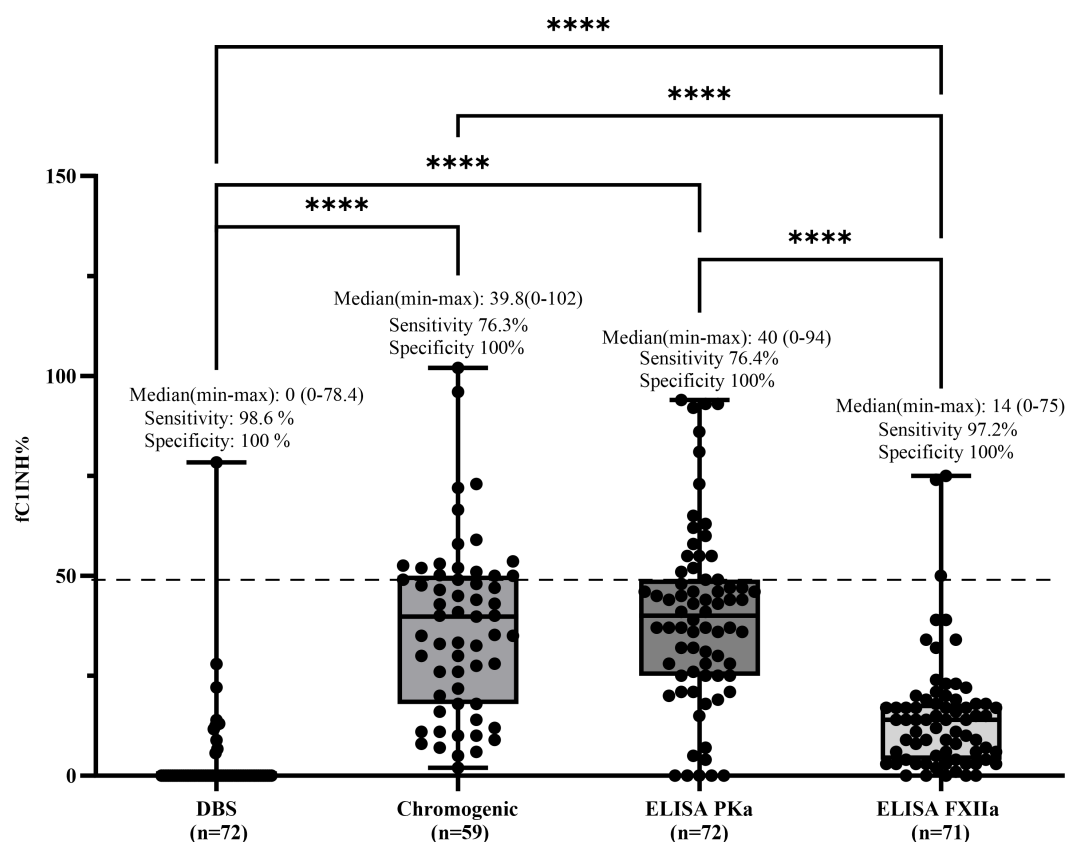 ****
****
****
****
****
150
100
50
0
fC1INH%
Median(min-max): 39.8(0-102)
Sensitivity 76.3%
Specificity 100%
Median(min-max): 40 (0-94)
Sensitivity 76.4%
Specificity 100%
Median(min-max): 0 (0-78.4)
Sensitivity: 98.6 %
Specificity: 100 %
Median(min-max): 14 (0-75)
Sensitivity 97.2%
Specificity 100%
DBS
(n=72)
Chromogenic
(n=59)
ELISA PKa
(n=72)
ELISA FXIIa
(n=71)